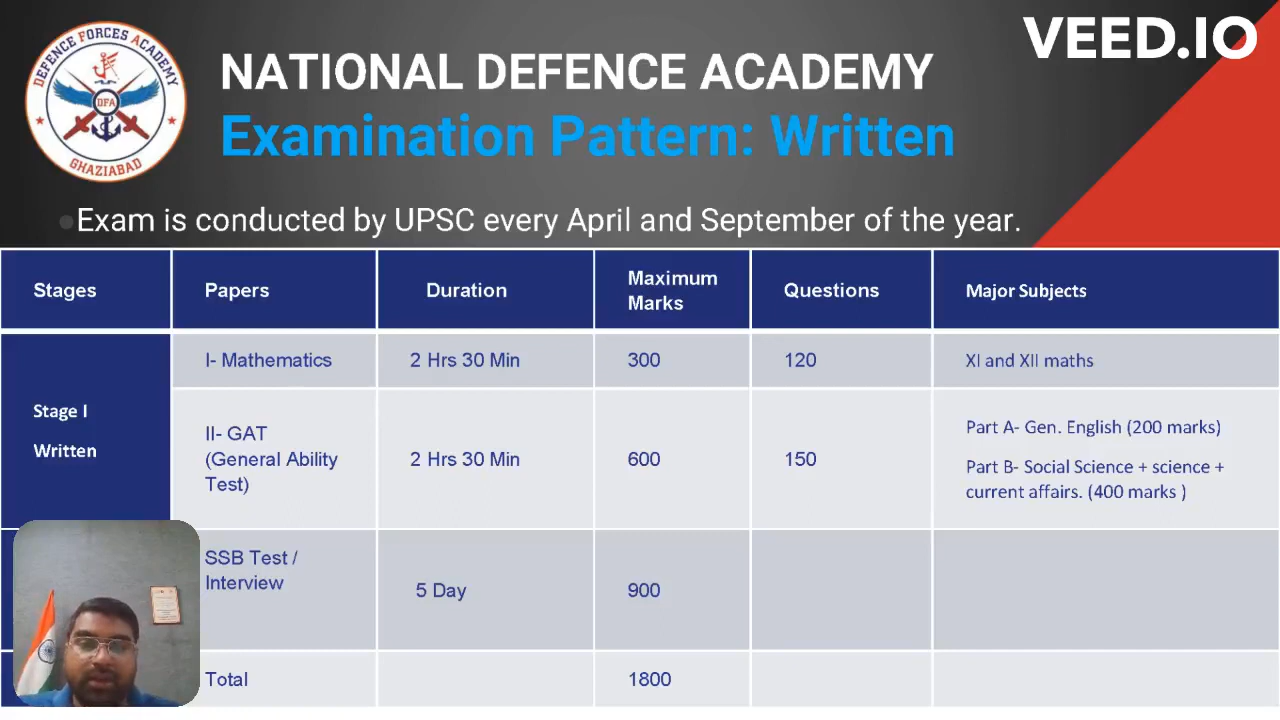 VEED.IO
DEFENCE FORCES ACADEMY
DFA
GHAZIABAD
NATIONAL DEFENCE ACADEMY
Examination Pattern: Written
•Exam is conducted by UPSC every April and September of the year.
Stages Papers Duration Maximum Marks Questions Major Subjects
Stage I
Written
I- Mathematics 2 Hrs 30 Min 300 120 XI and XII maths
II- GAT
(General Ability
Test)
2 Hrs 30 Min 600 150
Part A- Gen. English (200 marks)
Part B- Social Science + science +
current affairs. (400 marks )
SSB Test /
Interview
5 Day 900
Total 1800